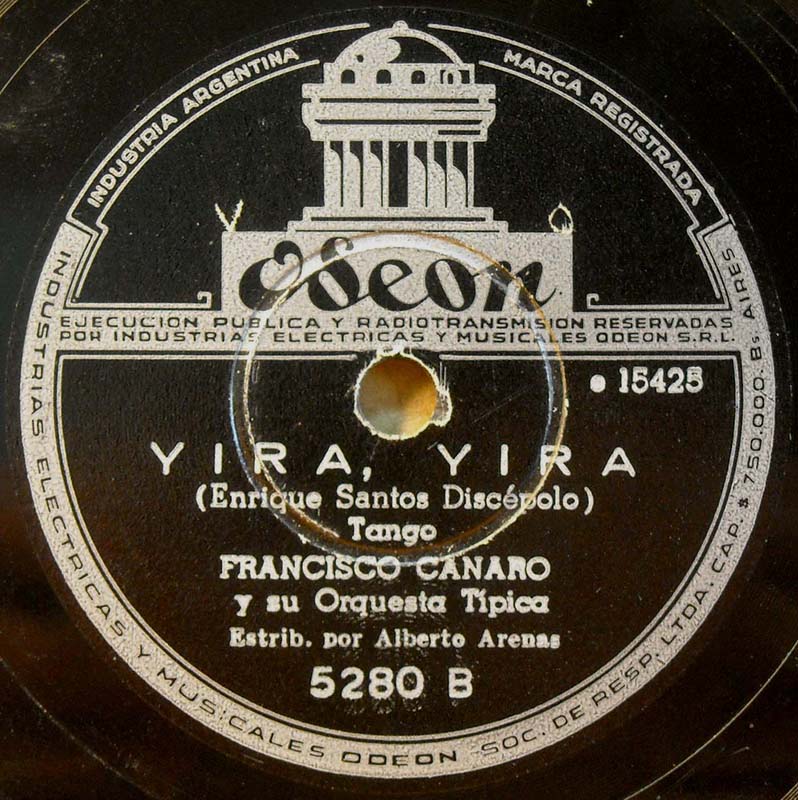 INDUSTRIA ARGENTINA
MARCA REGISTRADA
Odeon
EJECUCION PUBLICA Y RADIOTRANSMISION RESERVADAS
POR INDUSTRIAS ELECTRICAS Y MUSICALES ODEON S.R.L.
● 15425
YIRA, YIRA
(Enrique Santos Discépolo)
Tango
FRANCISCO CANARO
y su Orquesta Típica
Estrib. por Alberto Arenas
5280 B
INDUSTRIAS ELECTRICAS Y MUSICALES ODEON SOC. DE RESP. LTDA. CAP. $ 750.000. Bs AIRES